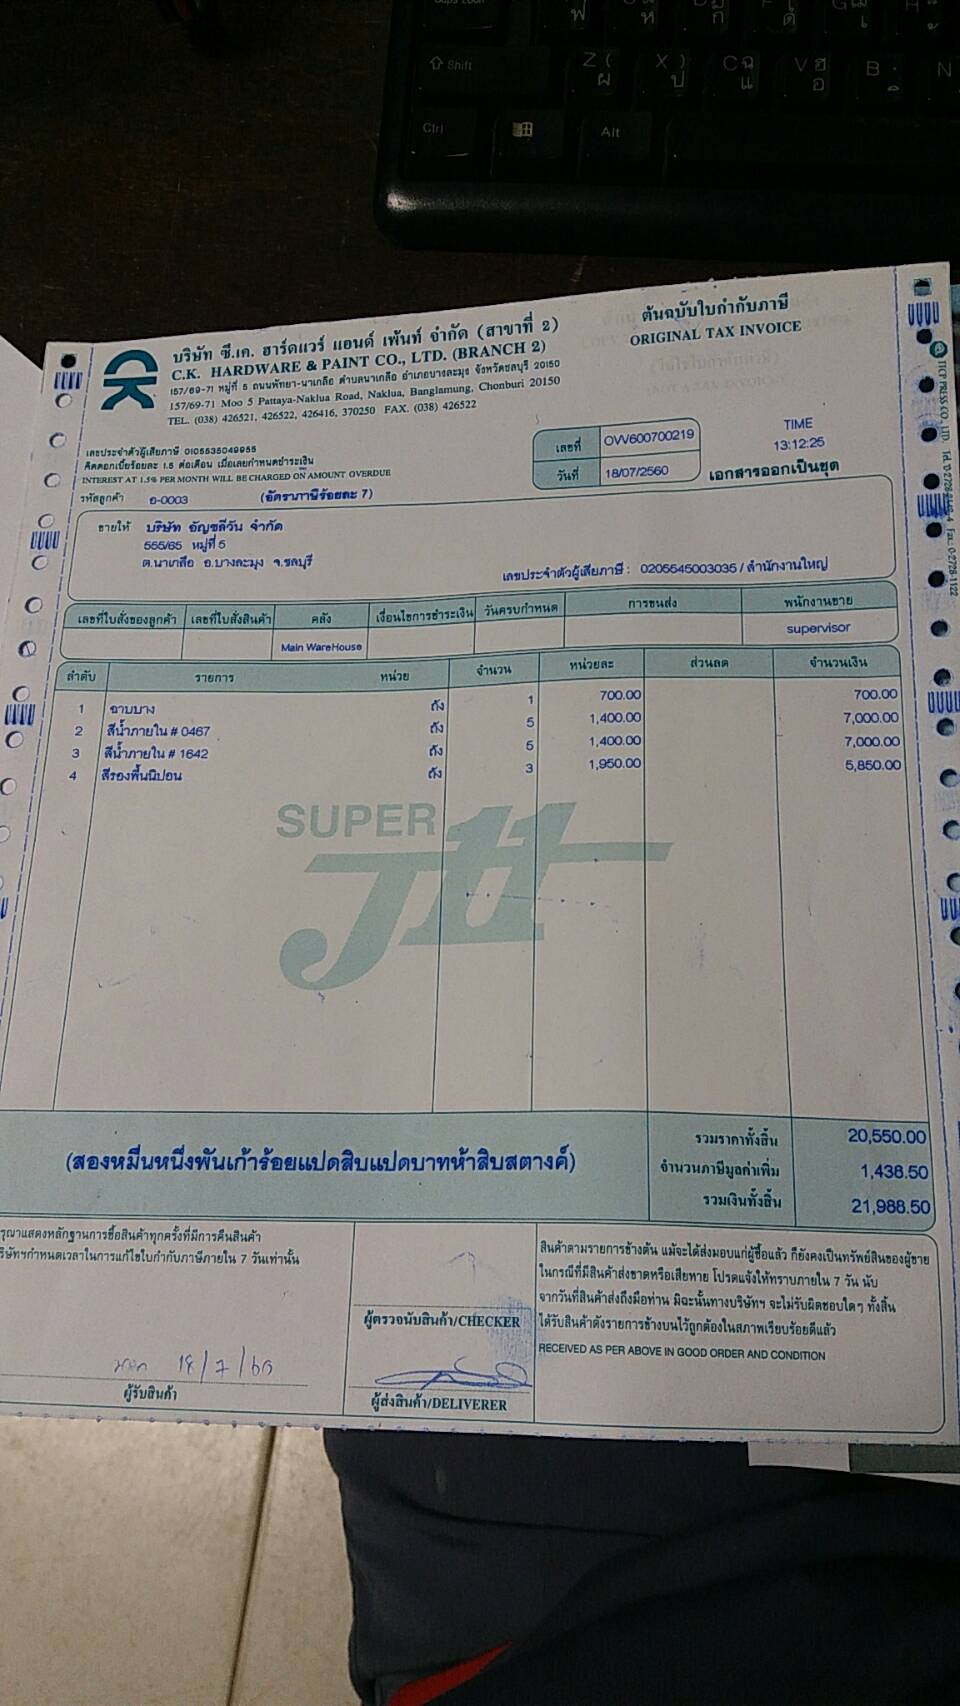 Shift
Z ( ผ
X ) ป
C ฉ แ
V ฮ อ
B
N
Ctrl
Alt
CK
บริษัท ซี.เค. ฮาร์ดแวร์ แอนด์ เพ้นท์ จำกัด (สาขาที่ 2)
C.K. HARDWARE & PAINT CO., LTD. (BRANCH 2)
157/69-71 หมู่ที่ 5 ถนนพัทยา-นาเกลือ ตำบลนาเกลือ อำเภอบางละมุง จังหวัดชลบุรี 20150
157/69-71 Moo 5 Pattaya-Naklua Road, Naklua, Banglamung, Chonburi 20150
TEL. (038) 426521, 426522, 426416, 370250 FAX. (038) 426522
ต้นฉบับใบกำกับภาษี
ORIGINAL TAX INVOICE
เลขประจำตัวผู้เสียภาษี 0105535049955
คิดดอกเบี้ยร้อยละ 1.5 ต่อเดือน เมื่อเลยกำหนดชำระเงิน
INTEREST AT 1.5% PER MONTH WILL BE CHARGED ON AMOUNT OVERDUE
รหัสลูกค้า อ-0003 (อัตราภาษีร้อยละ 7)
เลขที่ OVV600700219
วันที่ 18/07/2560
TIME
13:12:25
เอกสารออกเป็นชุด
ขายให้ บริษัท อัญชลีวัน จำกัด
555/65 หมู่ที่ 5
ต.นาเกลือ อ.บางละมุง จ.ชลบุรี
เลขประจำตัวผู้เสียภาษี : 0205545003035 / สำนักงานใหญ่
เลขที่ใบสั่งของลูกค้า เลขที่ใบสั่งสินค้า คลัง เงื่อนไขการชำระเงิน วันครบกำหนด การขนส่ง พนักงานขาย
Main WareHouse supervisor
ลำดับ รายการ หน่วย จำนวน หน่วยละ ส่วนลด จำนวนเงิน
1 ฉาบบาง ถัง 1 700.00 700.00
2 สีน้ำภายใน # 0467 ถัง 5 1,400.00 7,000.00
3 สีน้ำภายใน # 1642 ถัง 5 1,400.00 7,000.00
4 สีรองพื้นนิปอน ถัง 3 1,950.00 5,850.00
SUPER
Jtt
รวมราคาทั้งสิ้น 20,550.00
(สองหมื่นหนึ่งพันเก้าร้อยแปดสิบแปดบาทห้าสิบสตางค์) จำนวนภาษีมูลค่าเพิ่ม 1,438.50
รวมเงินทั้งสิ้น 21,988.50
รุณาแสดงหลักฐานการซื้อสินค้าทุกครั้งที่มีการคืนสินค้า
ริษัทฯกำหนดเวลาในการแก้ไขใบกำกับภาษีภายใน 7 วันเท่านั้น
18/7/60
ผู้รับสินค้า
ผู้ตรวจนับสินค้า/CHECKER
ผู้ส่งสินค้า/DELIVERER
สินค้าตามรายการข้างต้น แม้จะได้ส่งมอบแก่ผู้ซื้อแล้ว ก็ยังคงเป็นทรัพย์สินของผู้ขาย
ในกรณีที่มีสินค้าส่งขาดหรือเสียหาย โปรดแจ้งให้ทราบภายใน 7 วัน นับ
จากวันที่สินค้าส่งถึงมือท่าน มิฉะนั้นทางบริษัทฯ จะไม่รับผิดชอบใดๆ ทั้งสิ้น
ได้รับสินค้าดังรายการข้างบนไว้ถูกต้องในสภาพเรียบร้อยดีแล้ว
RECEIVED AS PER ABOVE IN GOOD ORDER AND CONDITION